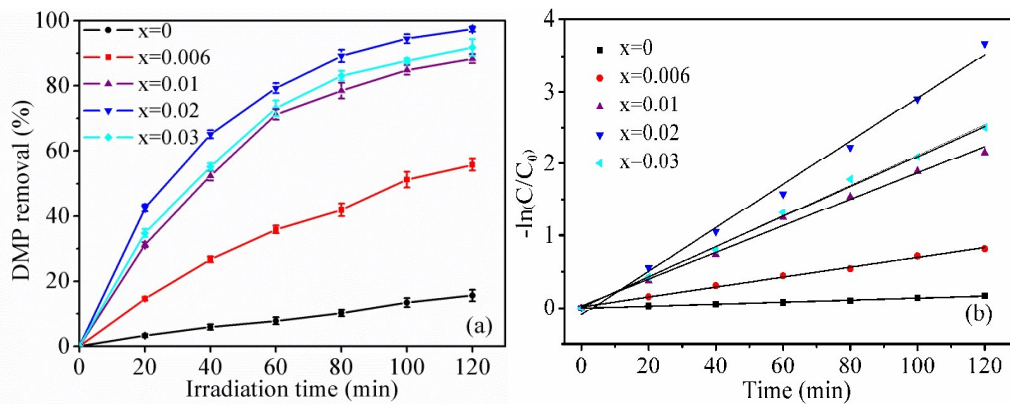 DMP removal (%)
100
80
60
40
20
0
x=0
x=0.006
x=0.01
x=0.02
x=0.03
(a)
0 20 40 60 80 100 120
Irradiation time (min)
-ln(C/C0)
4
3
2
1
0
x=0
x=0.006
x=0.01
x=0.02
x=0.03
(b)
0 20 40 60 80 100 120
Time (min)